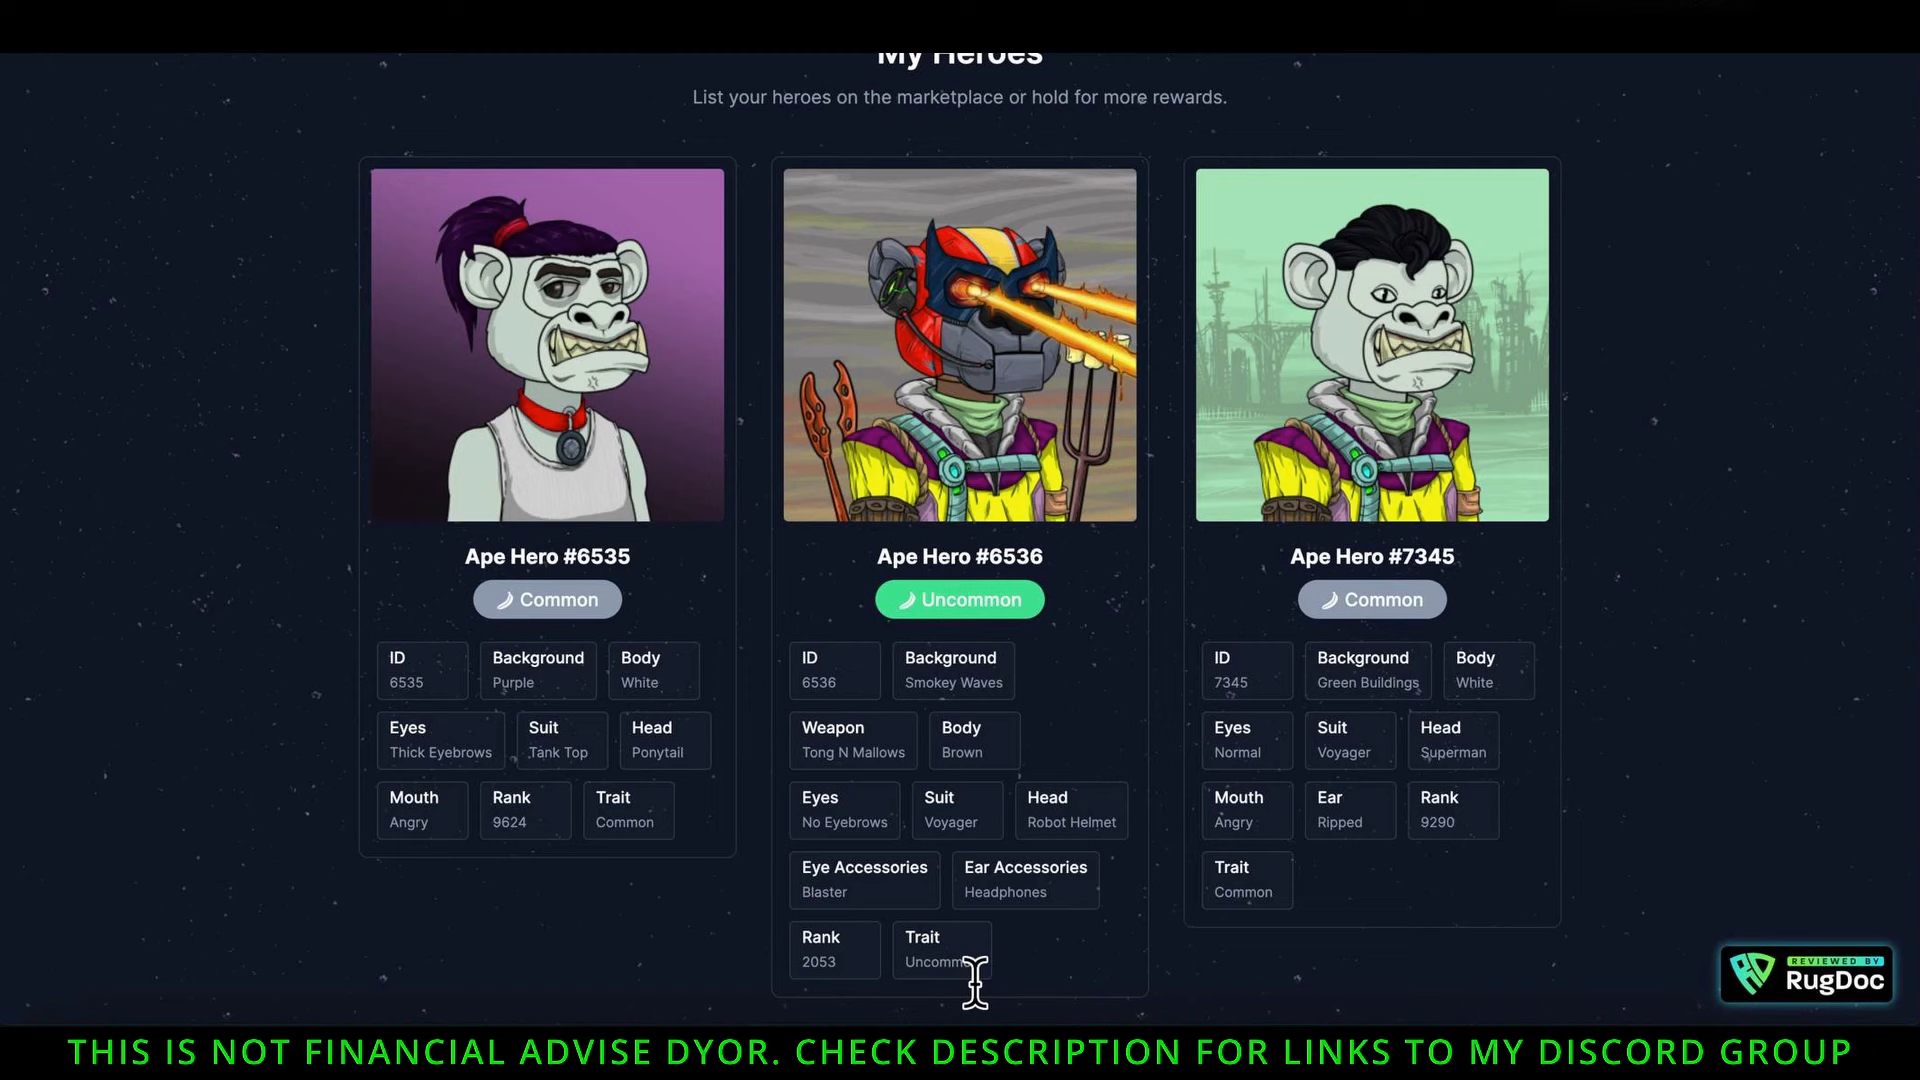 My Heroes
List your heroes on the marketplace or hold for more rewards.
Ape Hero #6535
Common
ID
6535
Background
Purple
Body
White
Eyes
Thick Eyebrows
Suit
Tank Top
Head
Ponytail
Mouth
Angry
Rank
9624
Trait
Common
Ape Hero #6536
Uncommon
ID
6536
Background
Smokey Waves
Weapon
Tong N Mallows
Body
Brown
Eyes
No Eyebrows
Suit
Voyager
Head
Robot Helmet
Eye Accessories
Blaster
Ear Accessories
Headphones
Rank
2053
Trait
Uncommon
Ape Hero #7345
Common
ID
7345
Background
Green Buildings
Body
White
Eyes
Normal
Suit
Voyager
Head
Superman
Mouth
Angry
Ear
Ripped
Rank
9290
Trait
Common
REVIEWED BY
RugDoc
THIS IS NOT FINANCIAL ADVISE DYOR. CHECK DESCRIPTION FOR LINKS TO MY DISCORD GROUP